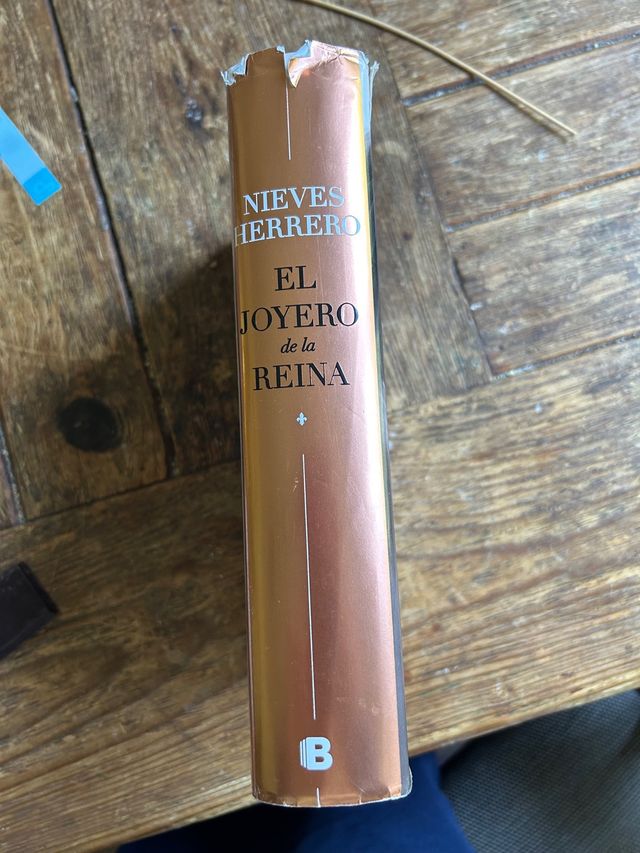 NIEVES
HERRERO
EL
JOYERO
de la
REINA
B